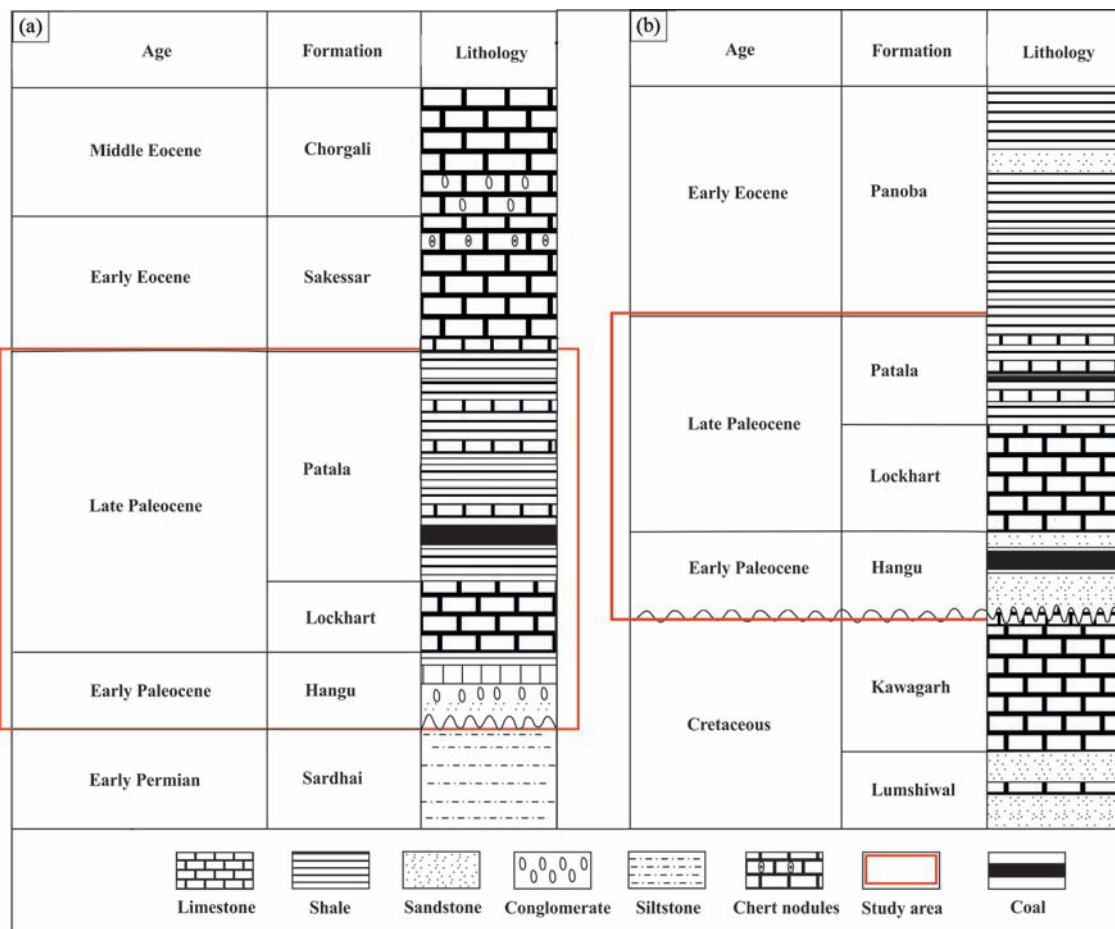 (a)
Age Formation Lithology
Middle Eocene Chorgali
Early Eocene Sakessar
Late Paleocene Patala
Lockhart
Early Paleocene Hangu
Early Permian Sardhai
(b)
Age Formation Lithology
Early Eocene Panoba
Late Paleocene Patala
Lockhart
Early Paleocene Hangu
Cretaceous Kawagarh
Lumshiwal
Limestone Shale Sandstone Conglomerate Siltstone Chert nodules Study area Coal